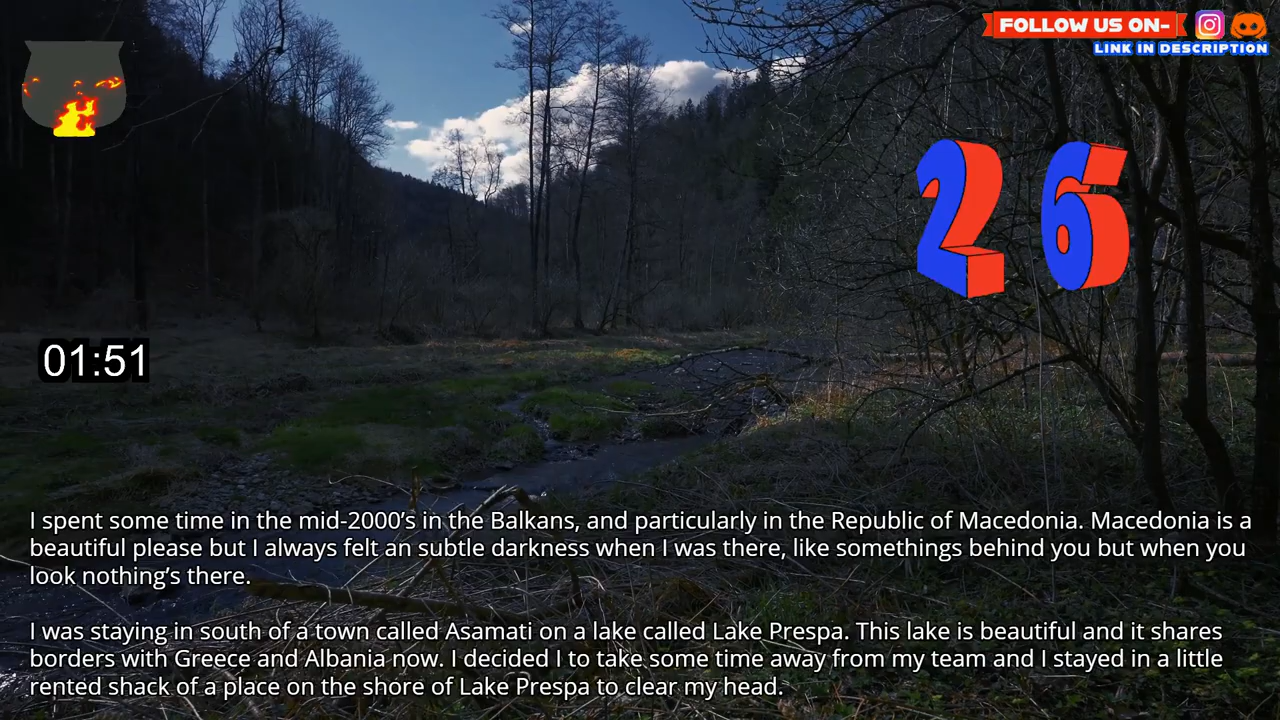 FOLLOW US ON-
LINK IN DESCRIPTION
26
01:51
I spent some time in the mid-2000’s in the Balkans, and particularly in the Republic of Macedonia. Macedonia is a
beautiful please but I always felt an subtle darkness when I was there, like somethings behind you but when you
look nothing’s there.
I was staying in south of a town called Asamati on a lake called Lake Prespa. This lake is beautiful and it shares
borders with Greece and Albania now. I decided I to take some time away from my team and I stayed in a little
rented shack of a place on the shore of Lake Prespa to clear my head.